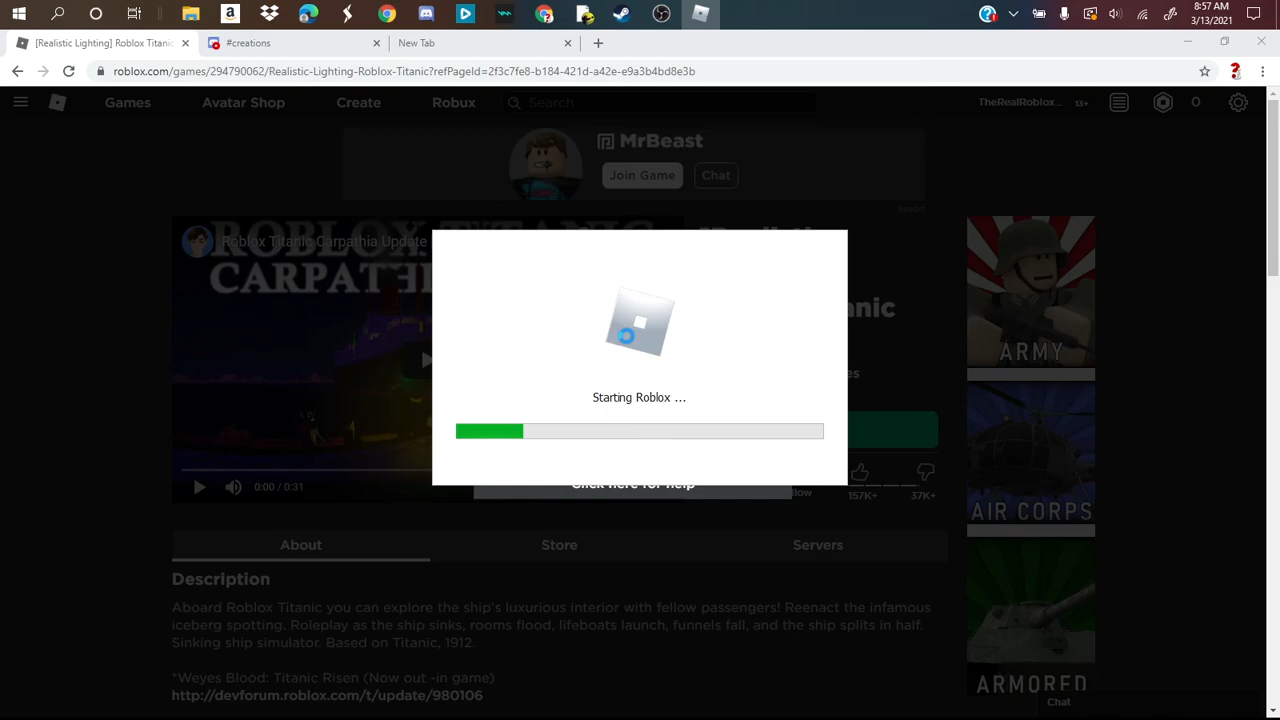 8:57 AM
3/13/2021
[Realistic Lighting] Roblox Titanic
#creations
New Tab
roblox.com/games/294790062/Realistic-Lighting-Roblox-Titanic?refPageId=2f3c7fe8-b184-421d-a42e-e9a3b4bd8e3b
Games
Avatar Shop
Create
Robux
Search
TheRealRoblox...
13+
0
MrBeast
Join Game
Chat
Report
ROBLOX TITANIC
Roblox Titanic Carpathia Update
Starting Roblox ...
ARMY
AIR CORPS
ARMORED
0:00 / 0:31
Click here for help
157K+
37K+
About
Store
Servers
Description
Aboard Roblox Titanic you can explore the ship's luxurious interior with fellow passengers! Reenact the infamous
iceberg spotting. Roleplay as the ship sinks, rooms flood, lifeboats launch, funnels fall, and the ship splits in half.
Sinking ship simulator. Based on Titanic, 1912.
*Weyes Blood: Titanic Risen (Now out -in game)
http://devforum.roblox.com/t/update/980106
Chat